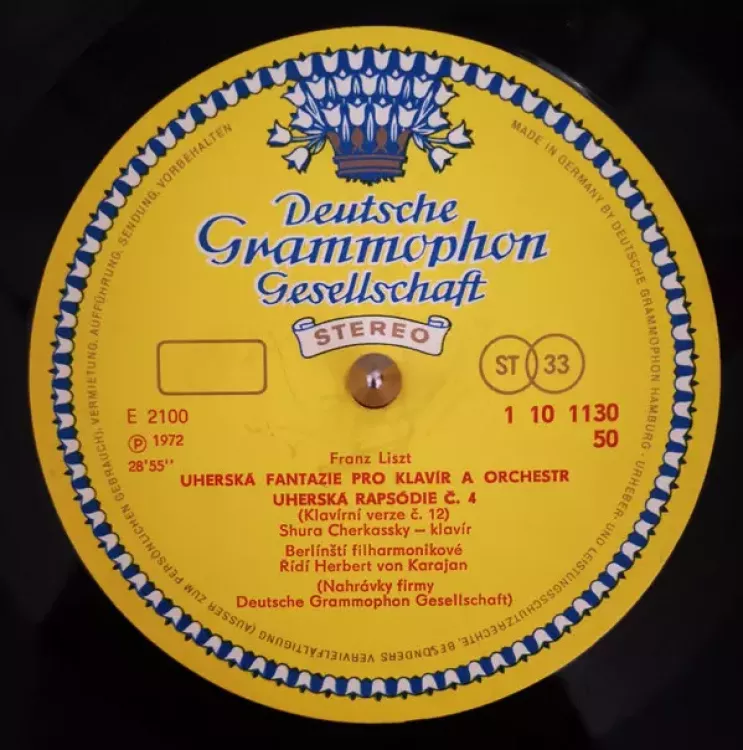 Deutsche
Grammophon
Gesellschaft
STEREO
ST 33
E 2100
℗ 1972
28'55''
1 10 1130
50
Franz Liszt
UHERSKÁ FANTAZIE PRO KLAVÍR A ORCHESTR
UHERSKÁ RAPSÓDIE Č. 4
(Klavírní verze č. 12)
Shura Cherkassky – klavír
Berlínští filharmonikové
Řídí Herbert von Karajan
(Nahrávky firmy
Deutsche Grammophon Gesellschaft)
MADE IN GERMANY BY DEUTSCHE GRAMMOPHON HAMBURG · URHEBER- UND LEISTUNGSSCHUTZRECHTE, BESONDERS VERVIELFÄLTIGUNG (AUSSER ZUM PERSÖNLICHEN GEBRAUCH), VERMIETUNG, AUFFÜHRUNG, SENDUNG, VORBEHALTEN